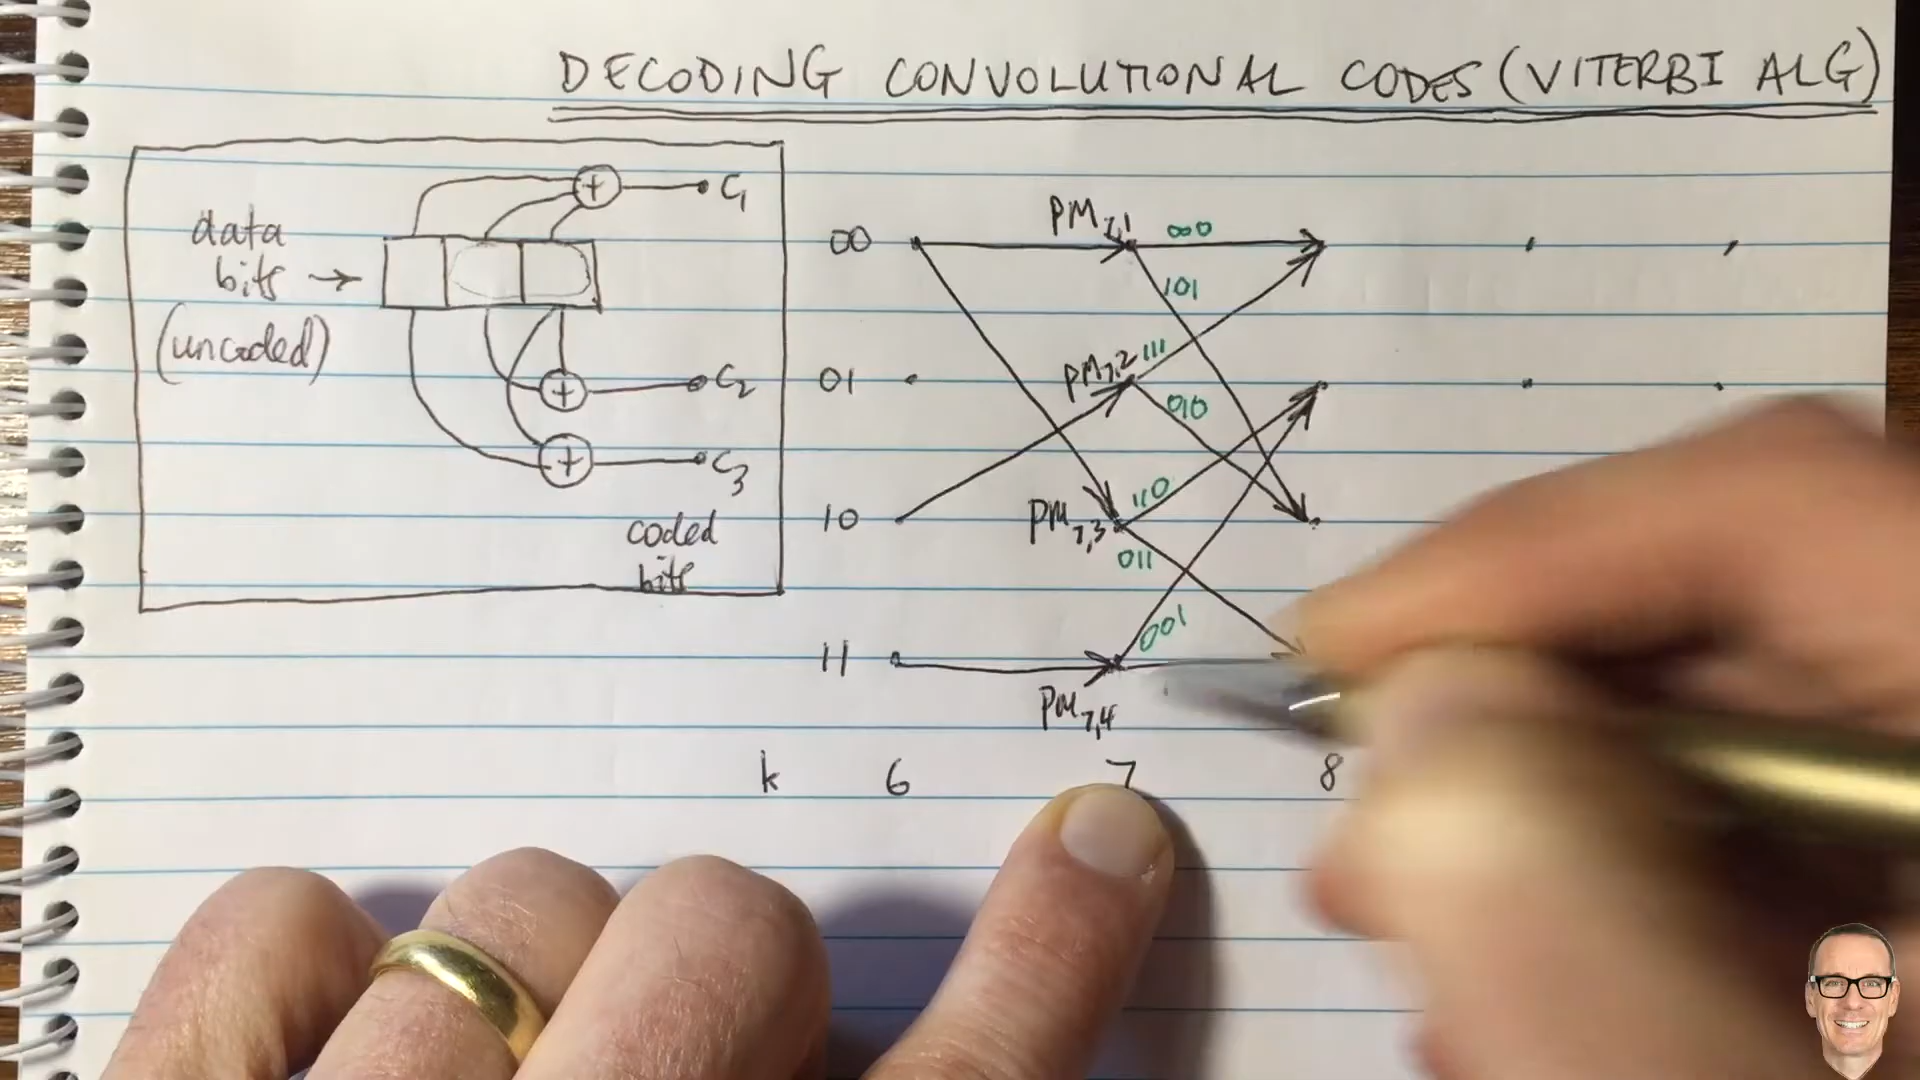 DECODING CONVOLUTIONAL CODES (VITERBI ALG)
data
bits →
(uncoded)
+
C1
+
C2
+
C3
coded
bits
00
01
10
11
PM7,1
000
101
PM7,2
111
010
PM7,3
110
011
001
PM7,4
k 6 7 8